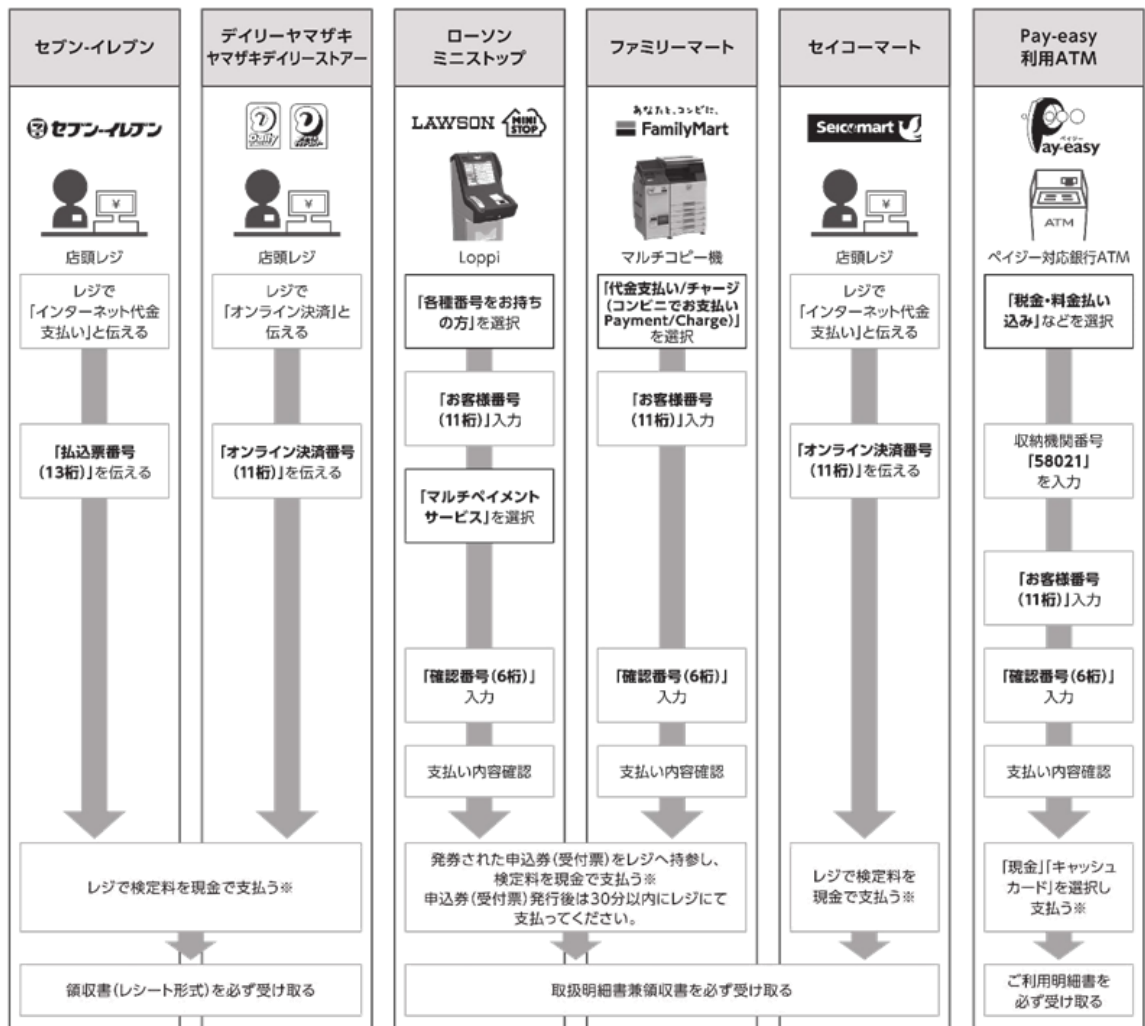 セブン-イレブン
デイリーヤマザキ
ヤマザキデイリーストアー
ローソン
ミニストップ
ファミリーマート
セイコーマート
Pay-easy
利用ATM
セブン-イレブン
Daily
LAWSON
MINI
STOP
あなたと、コンビに、
FamilyMart
Seicomart
ペイジー
Pay-easy
¥
¥
¥
ATM
店頭レジ
店頭レジ
Loppi
マルチコピー機
店頭レジ
ペイジー対応銀行ATM
レジで
「インターネット代金
支払い」と伝える
レジで
「オンライン決済」と
伝える
「各種番号をお持ち
の方」を選択
「代金支払い/チャージ
(コンビニでお支払い
Payment/Charge)」
を選択
レジで
「インターネット代金
支払い」と伝える
「税金・料金払い
込み」などを選択
「お客様番号
(11桁)」入力
「お客様番号
(11桁)」入力
「払込票番号
(13桁)」を伝える
「オンライン決済番号
(11桁)」を伝える
「マルチペイメント
サービス」を選択
「オンライン決済番号
(11桁)」を伝える
収納機関番号
「58021」
を入力
「お客様番号
(11桁)」入力
「確認番号(6桁)」
入力
「確認番号(6桁)」
入力
「確認番号(6桁)」
入力
支払い内容確認
支払い内容確認
支払い内容確認
レジで検定料を現金で支払う※
発券された申込券(受付票)をレジへ持参し、
検定料を現金で支払う※
申込券(受付票)発行後は30分以内にレジにて
支払ってください。
レジで検定料を
現金で支払う※
「現金」「キャッシュ
カード」を選択し
支払う※
領収書(レシート形式)を必ず受け取る
取扱明細書兼領収書を必ず受け取る
ご利用明細書を
必ず受け取る